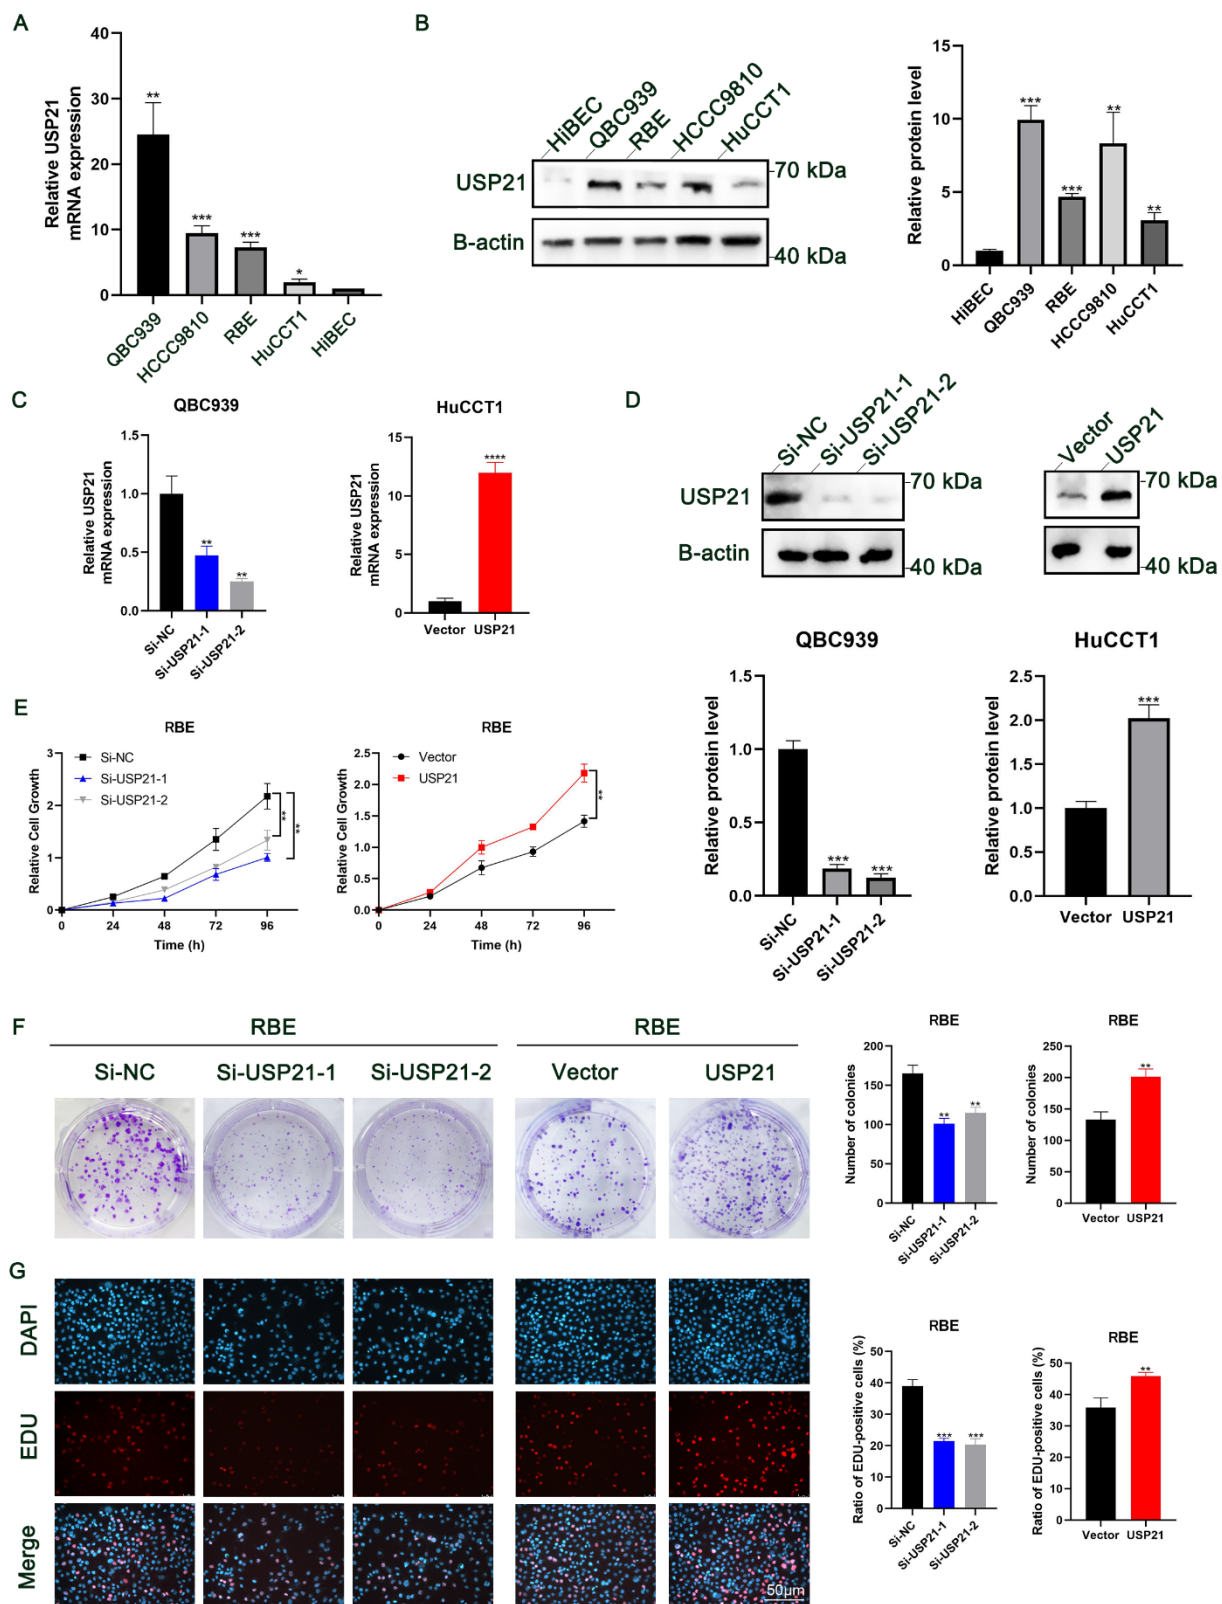 A
Relative USP21
mRNA expression
40
30
20
10
0
**
***
***
*
QBC939
HCCC9810
RBE
HuCCT1
HiBEC
B
HiBEC
QBC939
RBE
HCCC9810
HuCCT1
USP21
70 kDa
B-actin
40 kDa
Relative protein level
15
10
5
0
***
***
**
**
HiBEC
QBC939
RBE
HCCC9810
HuCCT1
C
QBC939
Relative USP21
mRNA expression
1.5
1.0
0.5
0.0
**
**
Si-NC
Si-USP21-1
Si-USP21-2
HuCCT1
Relative USP21
mRNA expression
15
10
5
0
****
Vector
USP21
D
Si-NC
Si-USP21-1
Si-USP21-2
USP21
70 kDa
B-actin
40 kDa
Vector
USP21
70 kDa
40 kDa
QBC939
Relative protein level
1.5
1.0
0.5
0.0
***
***
Si-NC
Si-USP21-1
Si-USP21-2
HuCCT1
Relative protein level
2.5
2.0
1.5
1.0
0.5
0.0
***
Vector
USP21
E
RBE
Relative Cell Growth
3
2
1
0
Si-NC
Si-USP21-1
Si-USP21-2
**
**
0 24 48 72 96
Time (h)
RBE
Relative Cell Growth
2.5
2.0
1.5
1.0
0.5
0.0
Vector
USP21
**
0 24 48 72 96
Time (h)
F
RBE
RBE
Si-NC
Si-USP21-1
Si-USP21-2
Vector
USP21
RBE
Number of colonies
200
150
100
50
0
**
**
Si-NC
Si-USP21-1
Si-USP21-2
RBE
Number of colonies
250
200
150
100
50
0
**
Vector
USP21
G
DAPI
EDU
Merge
50μm
RBE
Ratio of EDU-positive cells (%)
50
40
30
20
10
0
***
***
Si-NC
Si-USP21-1
Si-USP21-2
RBE
Ratio of EDU-positive cells (%)
50
40
30
20
10
0
**
Vector
USP21